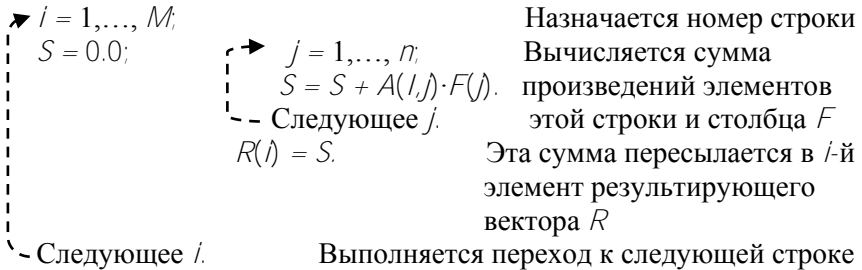 i = 1,…, M; Назначается номер строки
S = 0.0; j = 1,…, n; Вычисляется сумма
S = S + A(I,j)·F(j). произведений элементов
Следующее j. этой строки и столбца F
R(i) = S. Эта сумма пересылается в i-й
элемент результирующего
вектора R
Следующее i. Выполняется переход к следующей строке